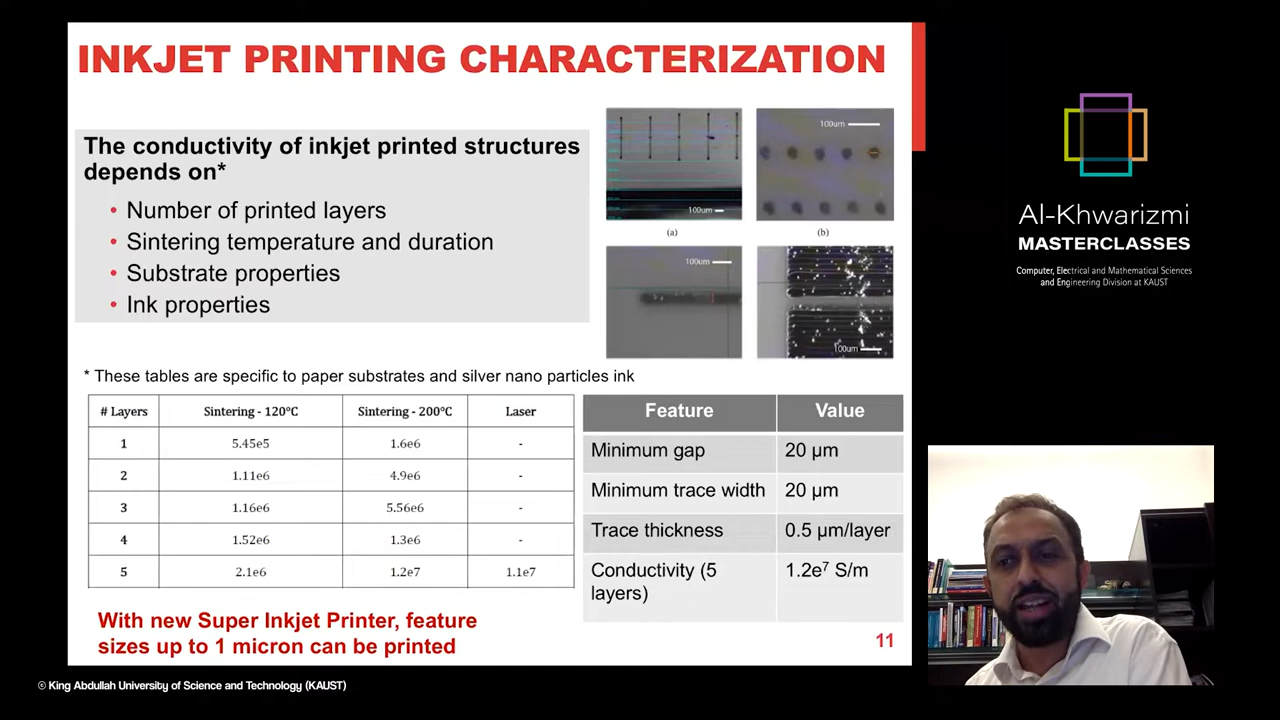 INKJET PRINTING CHARACTERIZATION
The conductivity of inkjet printed structures
depends on*
• Number of printed layers
• Sintering temperature and duration
• Substrate properties
• Ink properties
100um
100um
(a)
(b)
100um
100um
* These tables are specific to paper substrates and silver nano particles ink
# Layers Sintering - 120°C Sintering - 200°C Laser
1 5.45e5 1.6e6 -
2 1.11e6 4.9e6 -
3 1.16e6 5.56e6 -
4 1.52e6 1.3e6 -
5 2.1e6 1.2e7 1.1e7
Feature Value
Minimum gap 20 µm
Minimum trace width 20 µm
Trace thickness 0.5 µm/layer
Conductivity (5 1.2e⁷ S/m
layers)
With new Super Inkjet Printer, feature
sizes up to 1 micron can be printed
11
Al-Khwarizmi
MASTERCLASSES
Computer, Electrical and Mathematical Sciences
and Engineering Division at KAUST
© King Abdullah University of Science and Technology (KAUST)